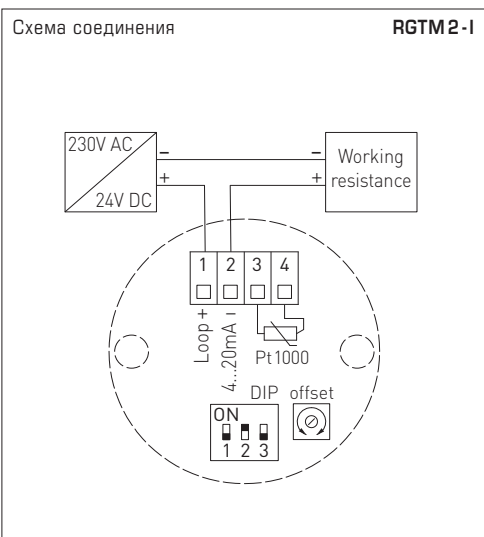 Схема соединения RGTM 2 - I
230V AC
24V DC
–
+
–
+
Working
resistance
1 2 3 4
Loop +
4...20mA –
Pt1000
DIP offset
ON
1 2 3